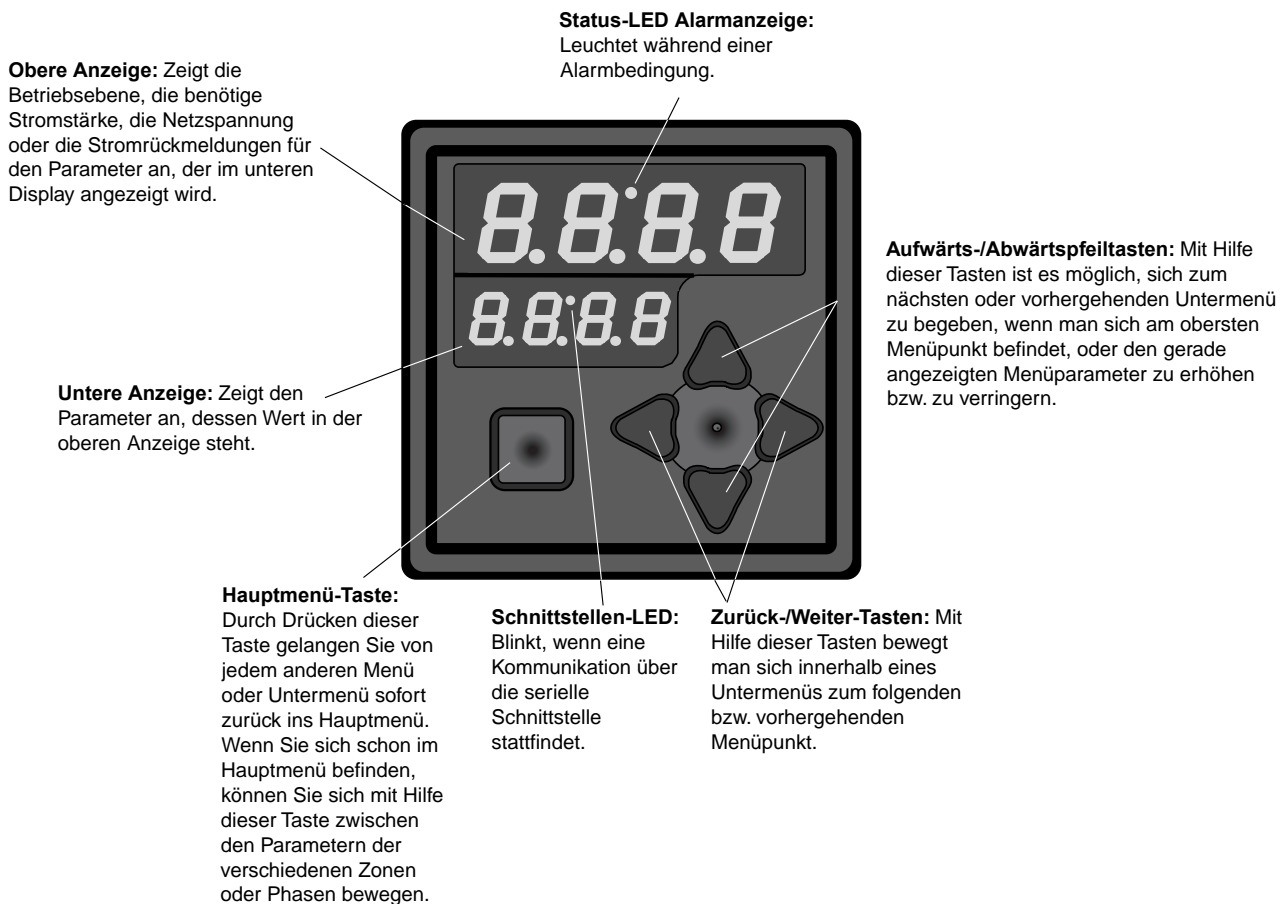 Status-LED Alarmanzeige:
Leuchtet während einer
Alarmbedingung.
Obere Anzeige: Zeigt die
Betriebsebene, die benötige
Stromstärke, die Netzspannung
oder die Stromrückmeldungen für
den Parameter an, der im unteren
Display angezeigt wird.
8.8.8.8
8.8.8.8
Aufwärts-/Abwärtspfeiltasten: Mit Hilfe
dieser Tasten ist es möglich, sich zum
nächsten oder vorhergehenden Untermenü
zu begeben, wenn man sich am obersten
Menüpunkt befindet, oder den gerade
angezeigten Menüparameter zu erhöhen
bzw. zu verringern.
Untere Anzeige: Zeigt den
Parameter an, dessen Wert in der
oberen Anzeige steht.
Hauptmenü-Taste:
Durch Drücken dieser
Taste gelangen Sie von
jedem anderen Menü
oder Untermenü sofort
zurück ins Hauptmenü.
Wenn Sie sich schon im
Hauptmenü befinden,
können Sie sich mit Hilfe
dieser Taste zwischen
den Parametern der
verschiedenen Zonen
oder Phasen bewegen.
Schnittstellen-LED:
Blinkt, wenn eine
Kommunikation über
die serielle
Schnittstelle
stattfindet.
Zurück-/Weiter-Tasten: Mit
Hilfe dieser Tasten bewegt
man sich innerhalb eines
Untermenüs zum folgenden
bzw. vorhergehenden
Menüpunkt.